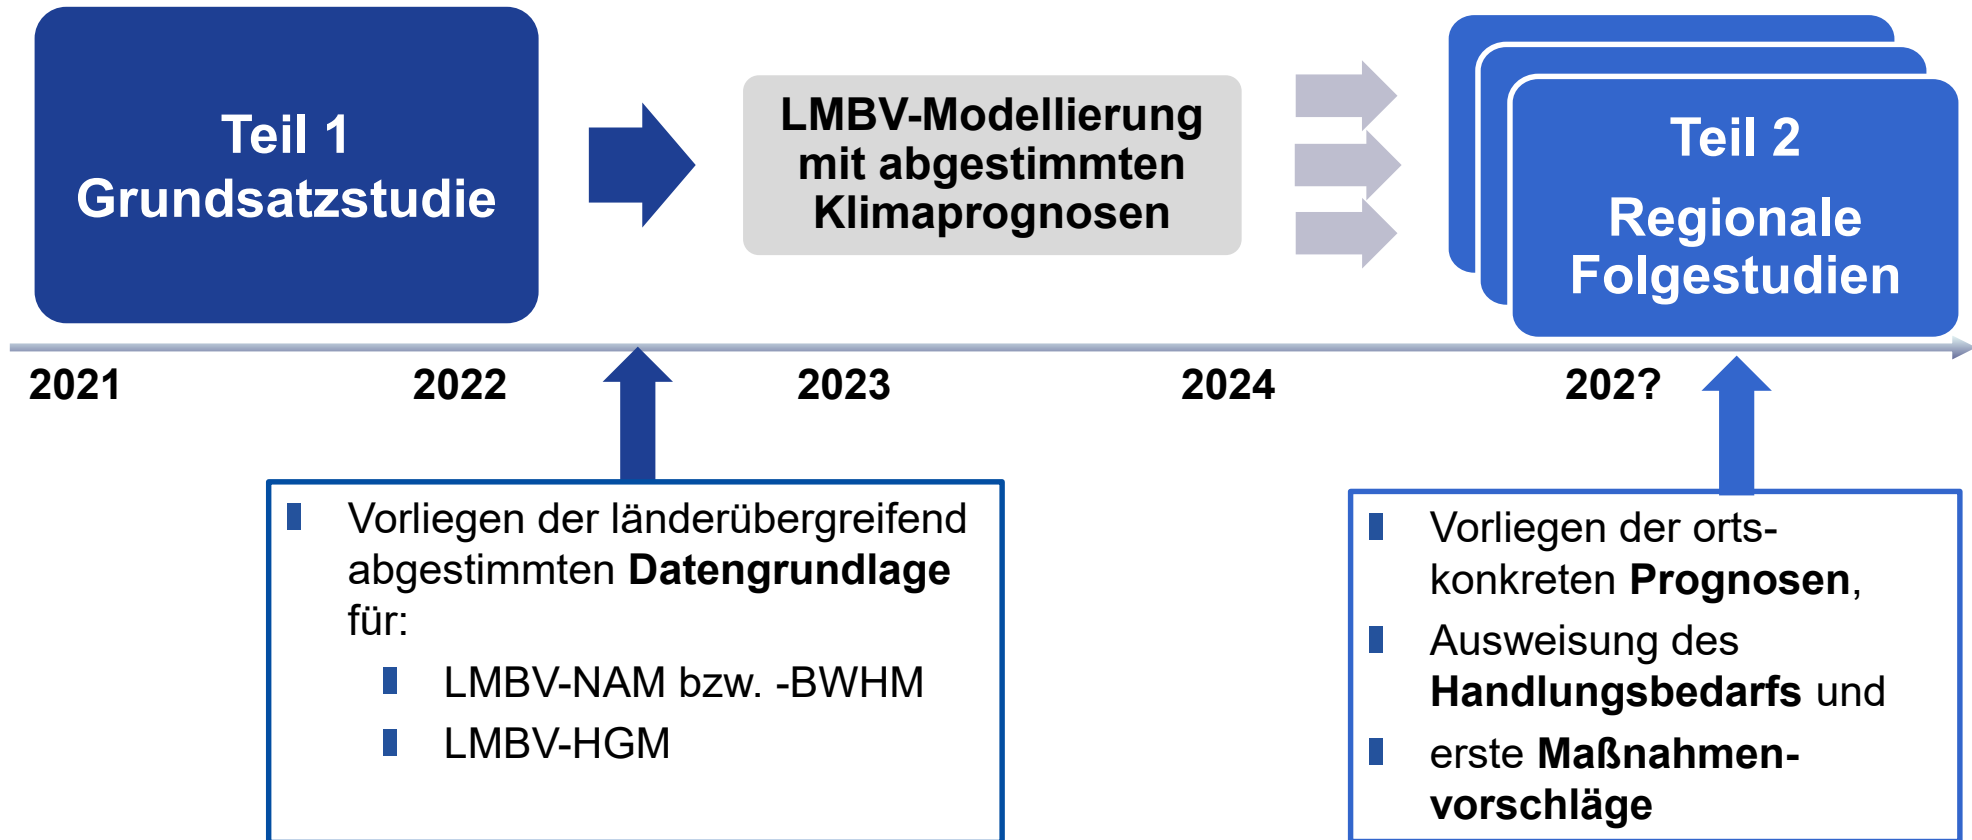 Teil 1
Grundsatzstudie
LMBV-Modellierung
mit abgestimmten
Klimaprognosen
Teil 2
Regionale
Folgestudien
2021
2022
2023
2024
202?
Vorliegen der länderübergreifend
abgestimmten Datengrundlage
für:
LMBV-NAM bzw. -BWHM
LMBV-HGM
Vorliegen der orts-
konkreten Prognosen,
Ausweisung des
Handlungsbedarfs und
erste Maßnahmen-
vorschläge